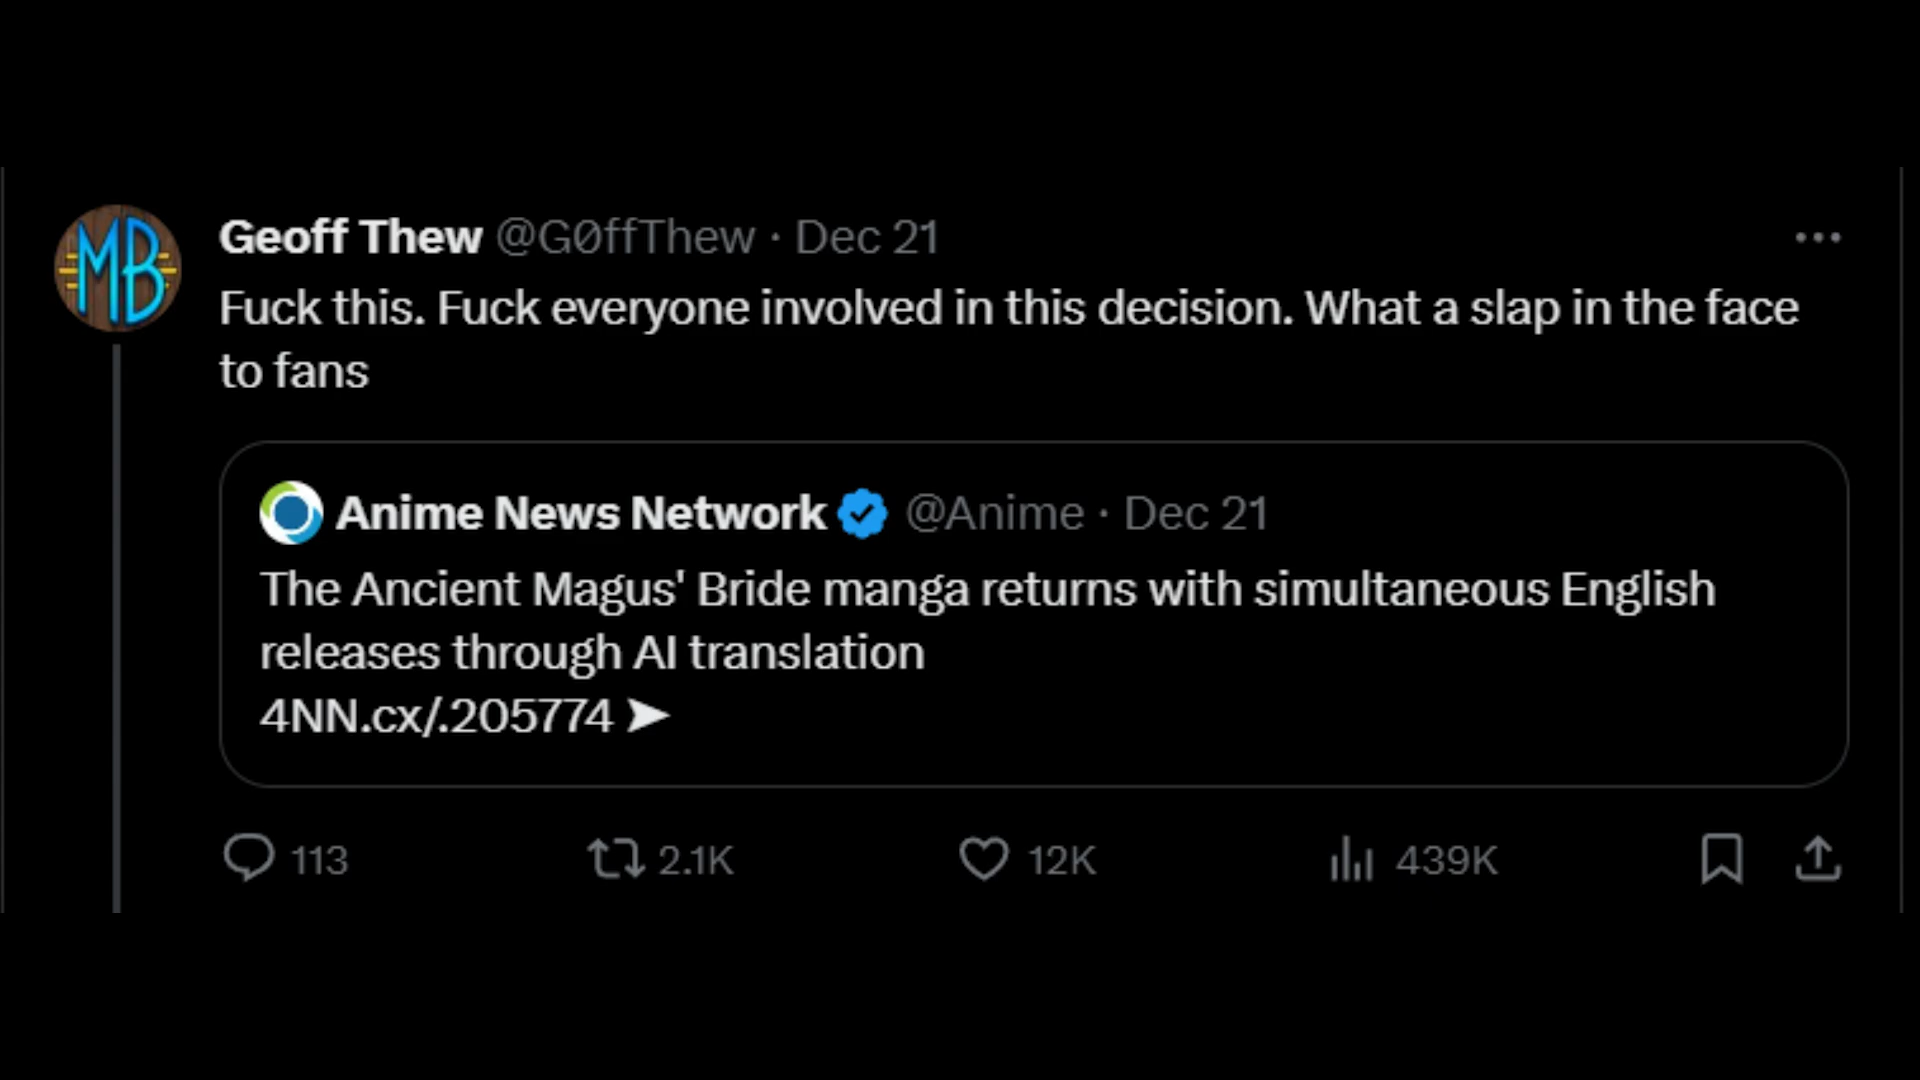 MB
Geoff Thew @G0ffThew · Dec 21
Fuck this. Fuck everyone involved in this decision. What a slap in the face
to fans
Anime News Network @Anime · Dec 21
The Ancient Magus' Bride manga returns with simultaneous English
releases through AI translation
4NN.cx/.205774 ➤
113 2.1K 12K 439K